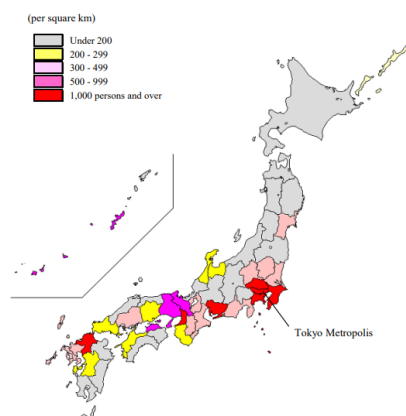 (per square km)
Under 200
200 - 299
300 - 499
500 - 999
1,000 persons and over
Tokyo Metropolis